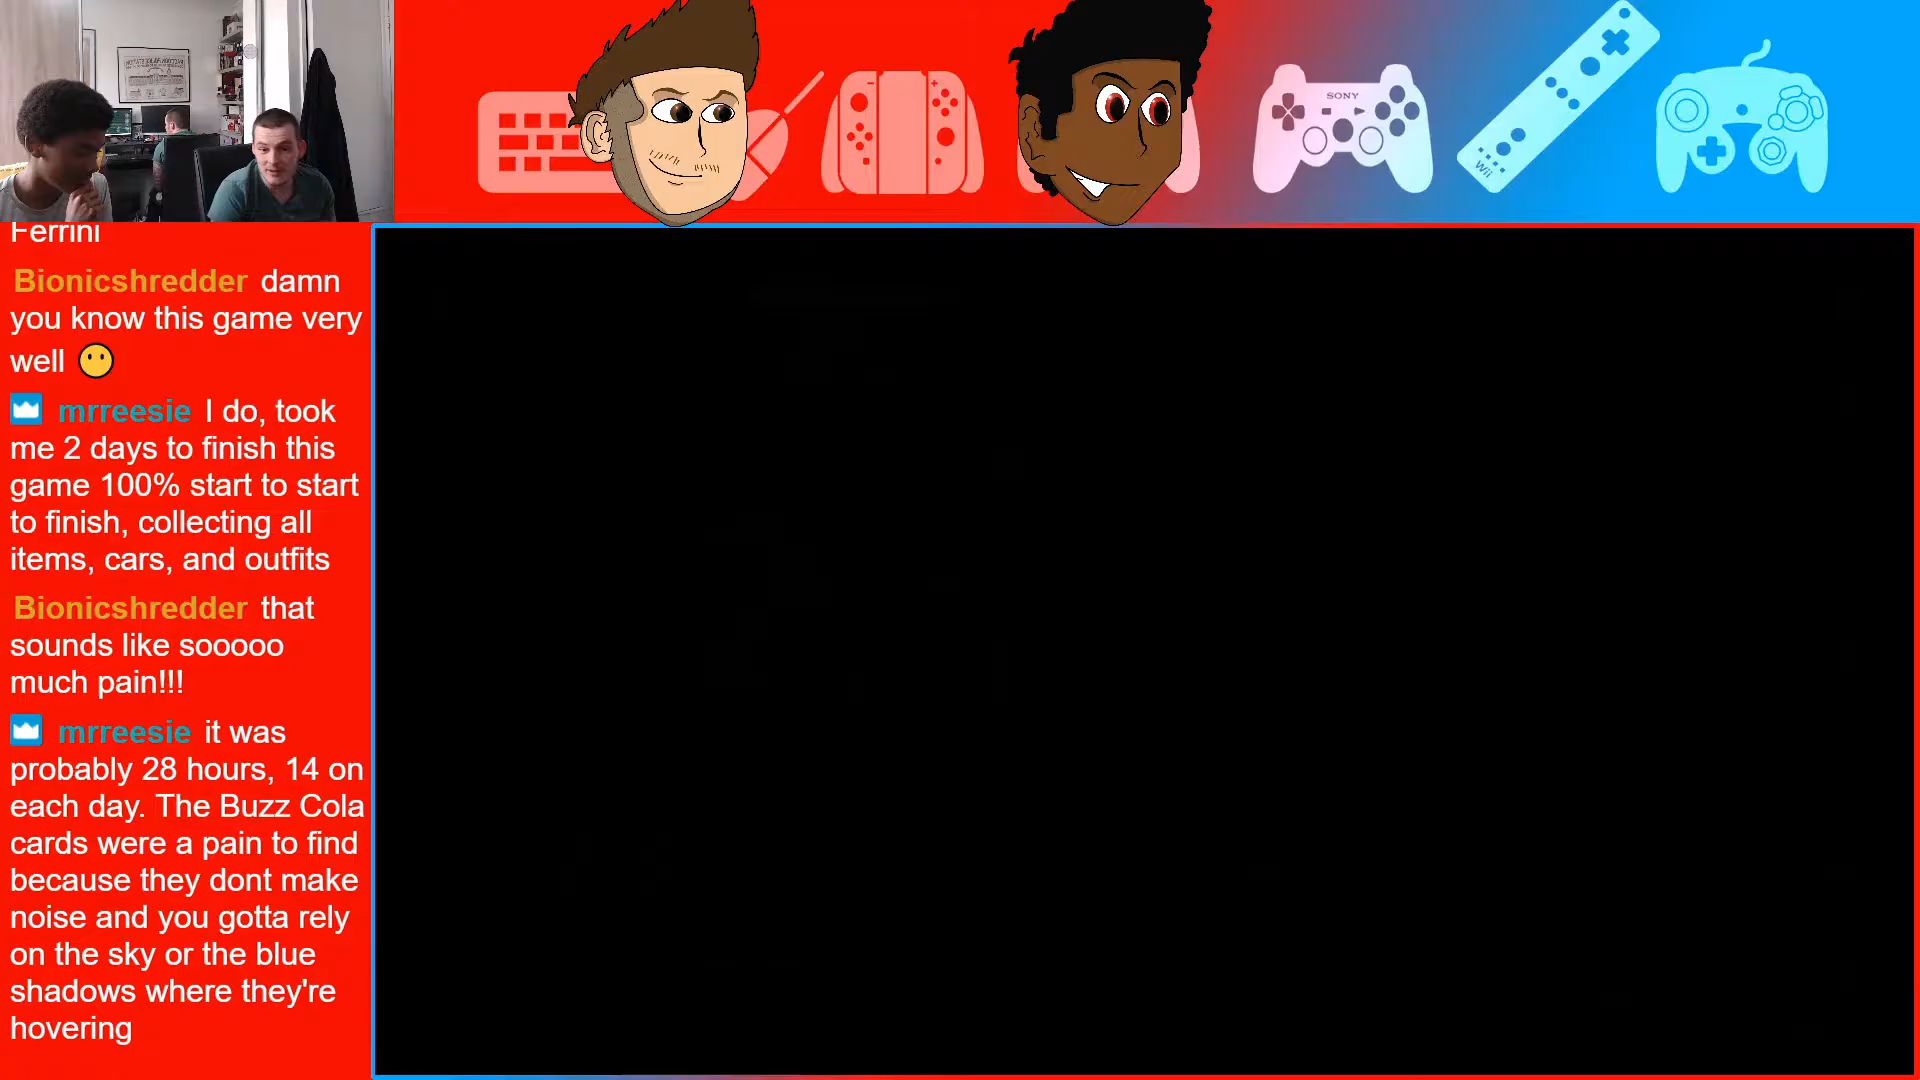 SONY
Wii
Ferrini
Bionicshredder damn
you know this game very
well
mrreesie I do, took
me 2 days to finish this
game 100% start to start
to finish, collecting all
items, cars, and outfits
Bionicshredder that
sounds like sooooo
much pain!!!
mrreesie it was
probably 28 hours, 14 on
each day. The Buzz Cola
cards were a pain to find
because they dont make
noise and you gotta rely
on the sky or the blue
shadows where they're
hovering